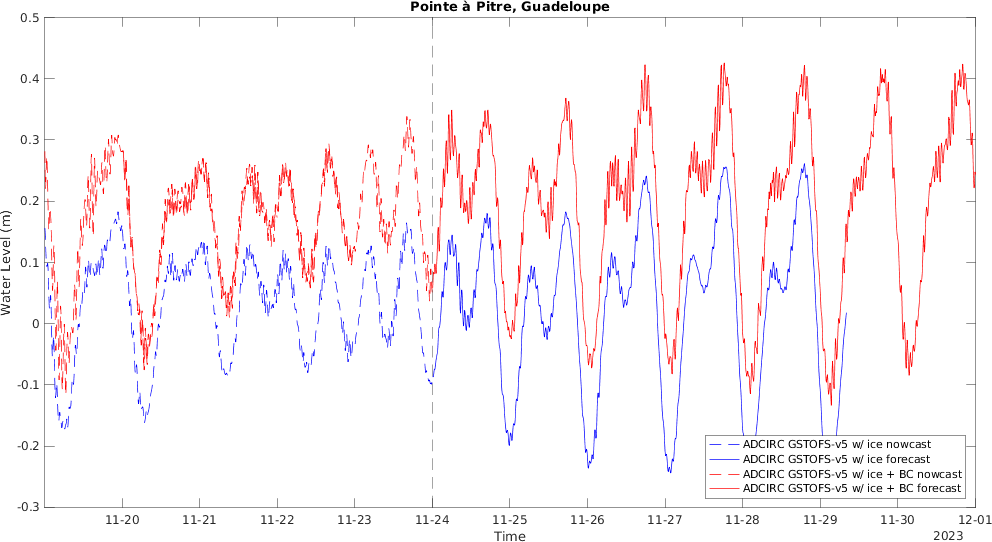 Pointe à Pitre, Guadeloupe
Water Level (m)
0.5
0.4
0.3
0.2
0.1
0
-0.1
-0.2
-0.3
ADCIRC GSTOFS-v5 w/ ice nowcast
ADCIRC GSTOFS-v5 w/ ice forecast
ADCIRC GSTOFS-v5 w/ ice + BC nowcast
ADCIRC GSTOFS-v5 w/ ice + BC forecast
11-20 11-21 11-22 11-23 11-24 11-25 11-26 11-27 11-28 11-29 11-30 12-01
Time
2023